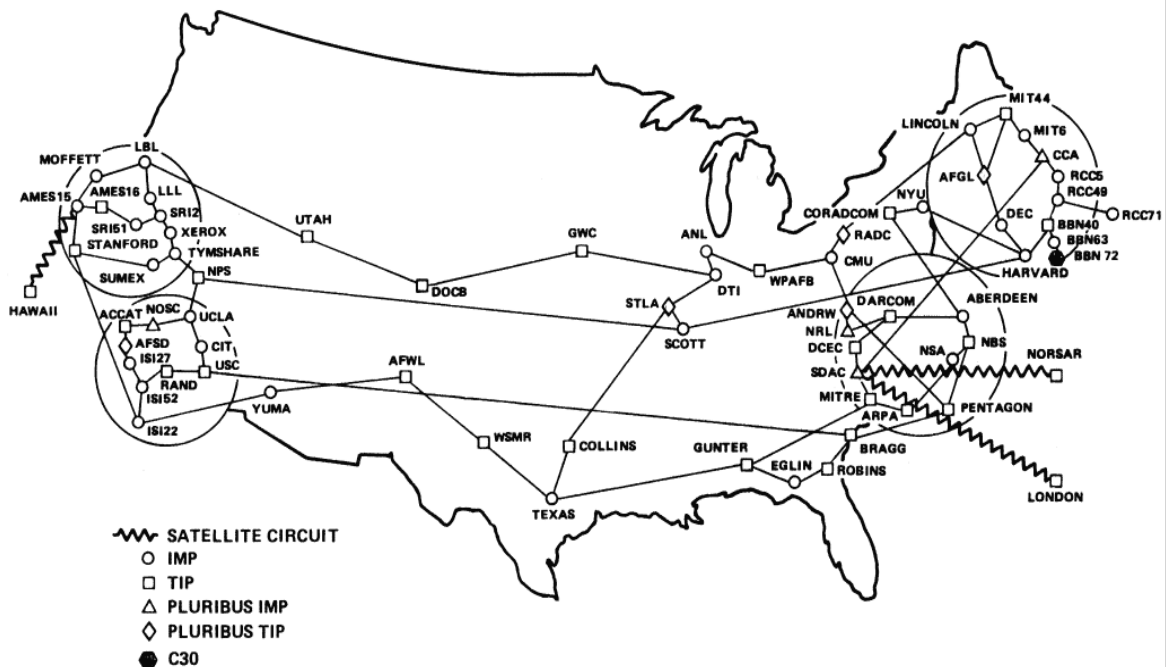 MIT44
LINCOLN
MIT6
CCA
MOFFETT
LBL
AFGL
RCC5
AMES16
AMES15
LLL
RCC49
NYU
DEC
SRI2
RCC71
CORADCOM
SRI51
XEROX
UTAH
BBN40
RADC
STANFORD
GWC
ANL
BBN63
TYMSHARE
BBN 72
CMU
HARVARD
SUMEX
NPS
WPAFB
DTI
DOCB
HAWAII
DARCOM
ABERDEEN
STLA
ACCAT
NOSC
UCLA
ANDRW
NRL
SCOTT
AFSD
CIT
DCEC
NSA
NBS
NORSAR
ISI27
USC
AFWL
SDAC
RAND
ISI52
MITRE
YUMA
ARPA
PENTAGON
ISI22
WSMR
COLLINS
GUNTER
BRAGG
EGLIN
ROBINS
LONDON
TEXAS
SATELLITE CIRCUIT
IMP
TIP
PLURIBUS IMP
PLURIBUS TIP
C30